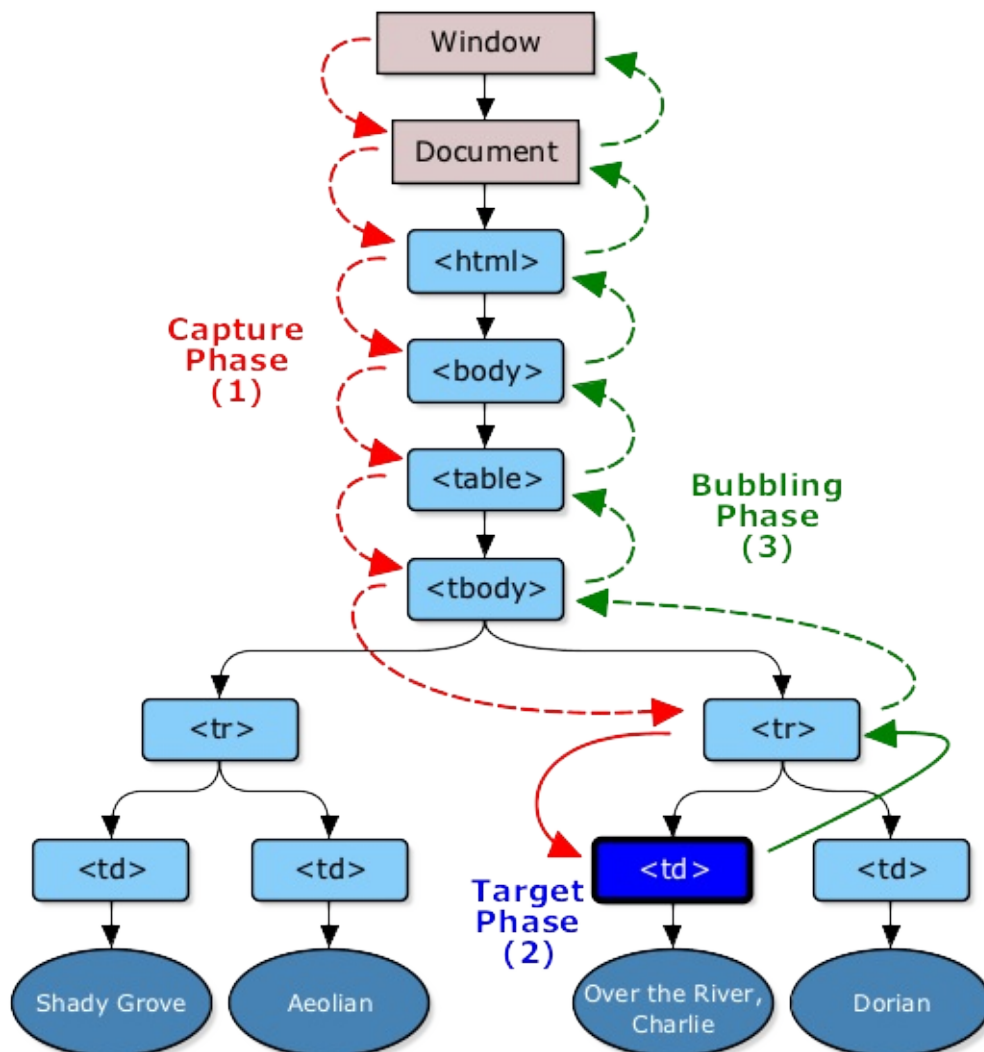 Window
Document
<html>
Capture
Phase
(1)
<body>
<table>
Bubbling
Phase
(3)
<tbody>
<tr>
<tr>
<td>
<td>
<td>
<td>
Target
Phase
(2)
Shady Grove
Aeolian
Over the River,
Charlie
Dorian